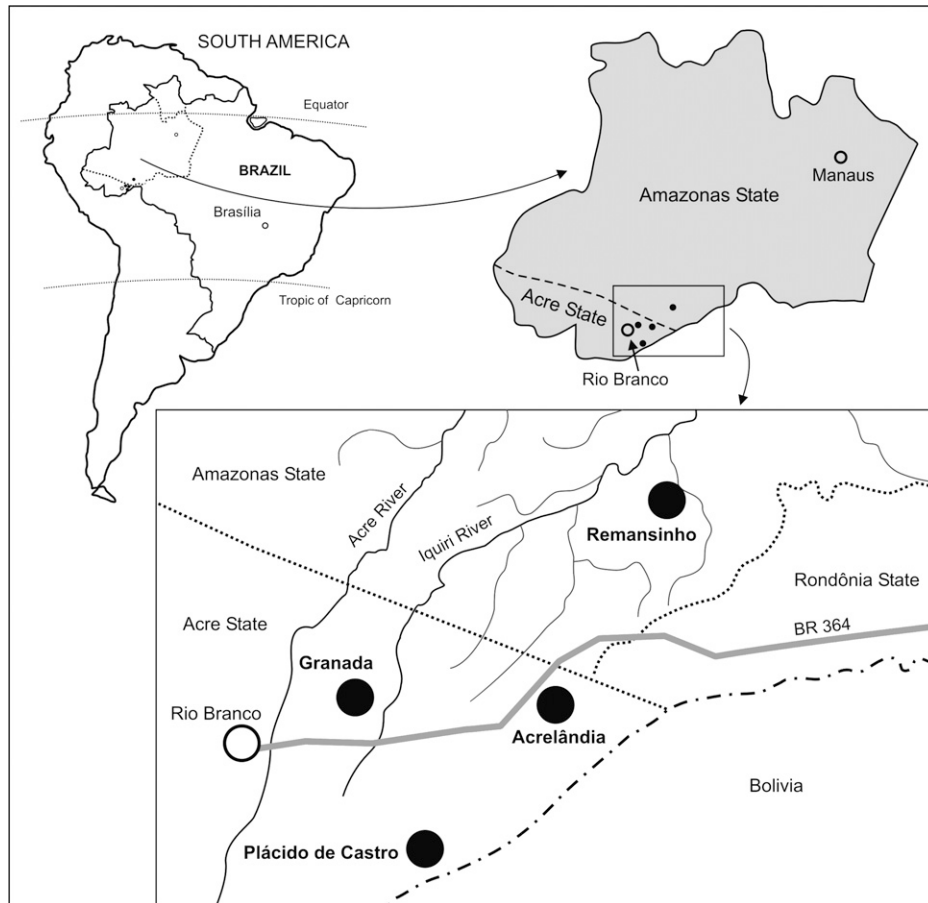 SOUTH AMERICA
Equator
BRAZIL
Brasília
Tropic of Capricorn
Manaus
Amazonas State
Acre State
Rio Branco
Amazonas State
Acre River
Iquiri River
Remansinho
Rondônia State
Acre State
BR 364
Granada
Rio Branco
Acrelândia
Bolivia
Plácido de Castro